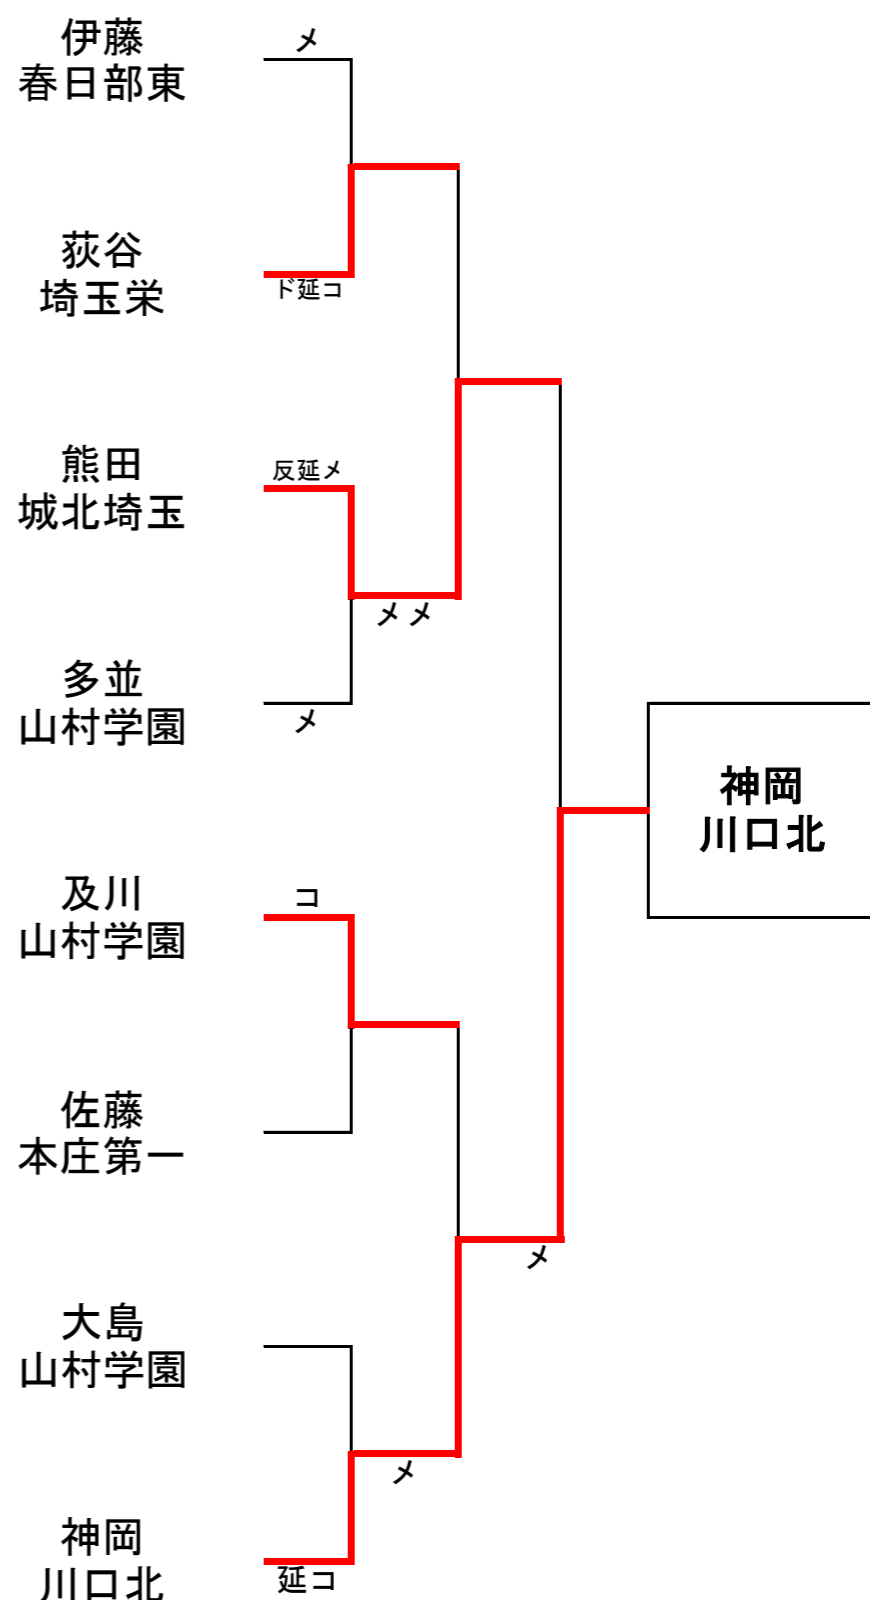 伊藤
春日部東
メ
荻谷
埼玉栄
ド延コ
熊田
城北埼玉
反延メ
メメ
多並
山村学園
メ
神岡
川口北
及川
山村学園
コ
佐藤
本庄第一
メ
大島
山村学園
メ
神岡
川口北
延コ